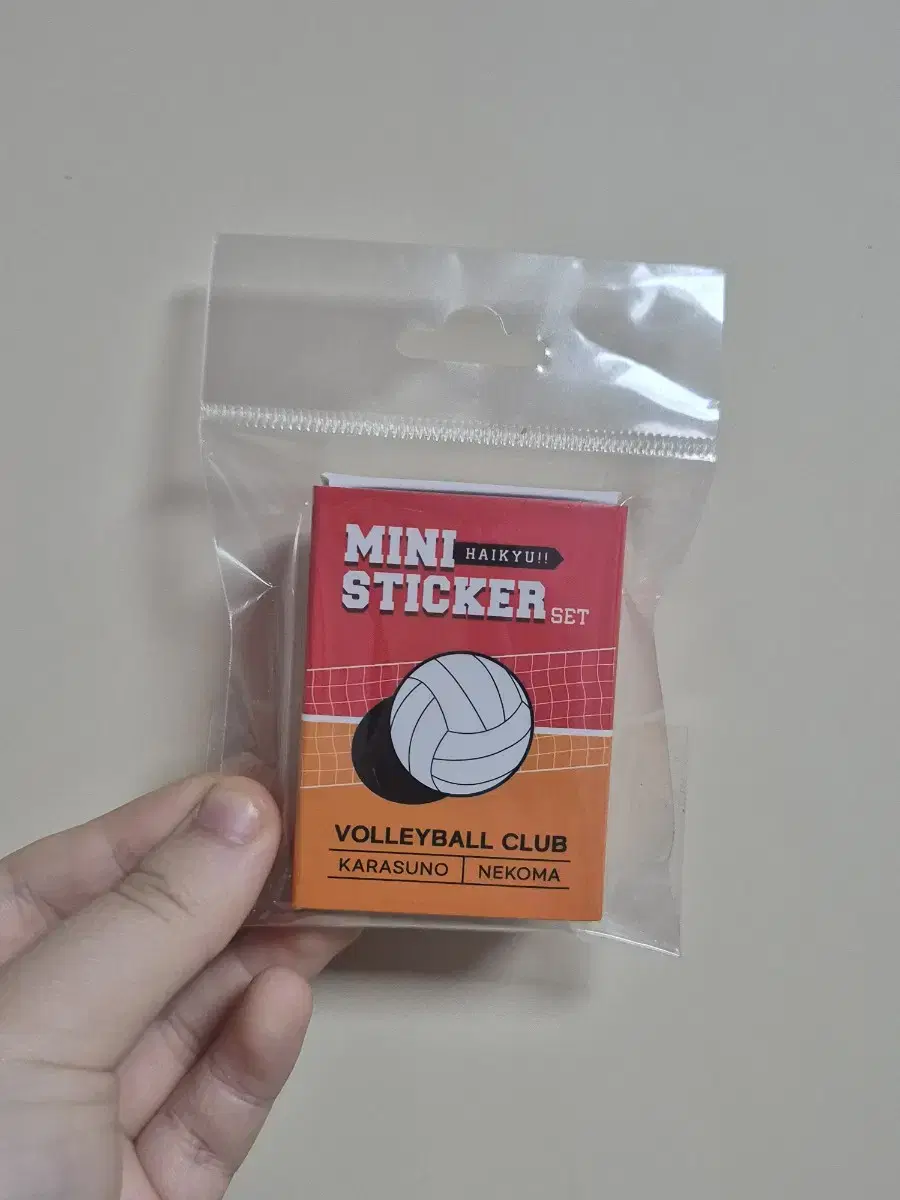 MINI HAIKYU!!
STICKER SET
VOLLEYBALL CLUB
KARASUNO NEKOMA